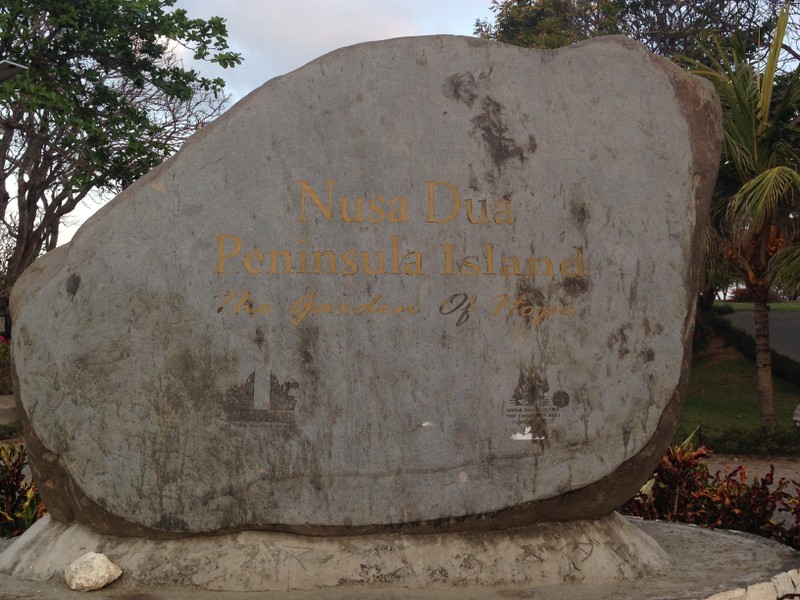 Nusa Dua
Peninsula Island
The Garden Of Hope